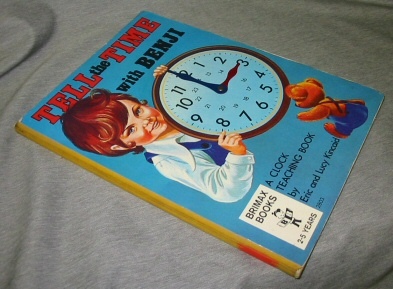 TELL the TIME
with BENJI
12
1
2
3
4
5
6
7
8
9
10
11
A CLOCK
TEACHING BOOK
by
Eric and Lucy Kincaid
BRIMAX
BOOKS
2-5 YEARS